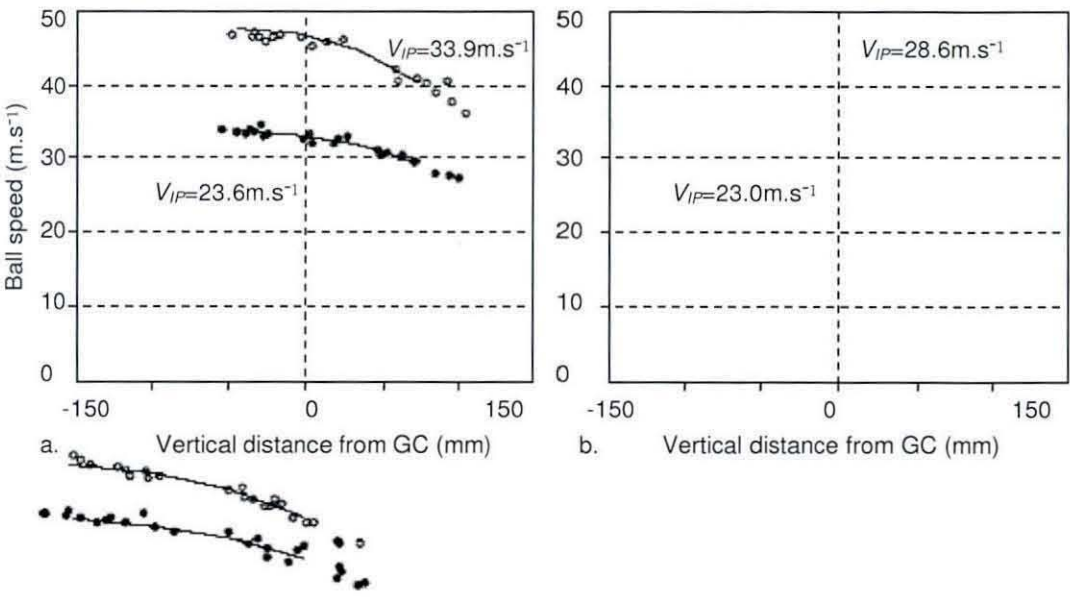 50
40
30
20
10
0
Ball speed (m.s⁻¹)
V_IP=33.9m.s⁻¹
V_IP=23.6m.s⁻¹
-150
0
150
a.
Vertical distance from GC (mm)
50
40
30
20
10
0
V_IP=28.6m.s⁻¹
V_IP=23.0m.s⁻¹
-150
0
150
b.
Vertical distance from GC (mm)